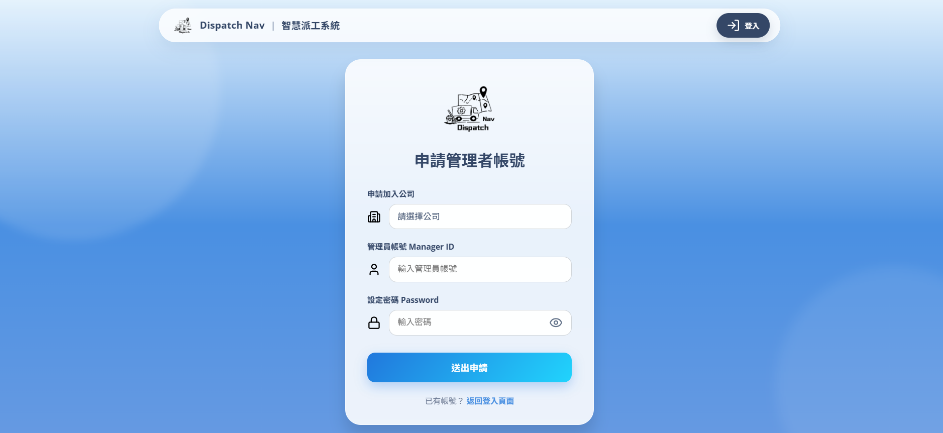 Dispatch Nav | 智慧派工系統
登入
Nav
Dispatch
申請管理者帳號
申請加入公司
請選擇公司
管理員帳號 Manager ID
輸入管理員帳號
設定密碼 Password
輸入密碼
送出申請
已有帳號？ 返回登入頁面